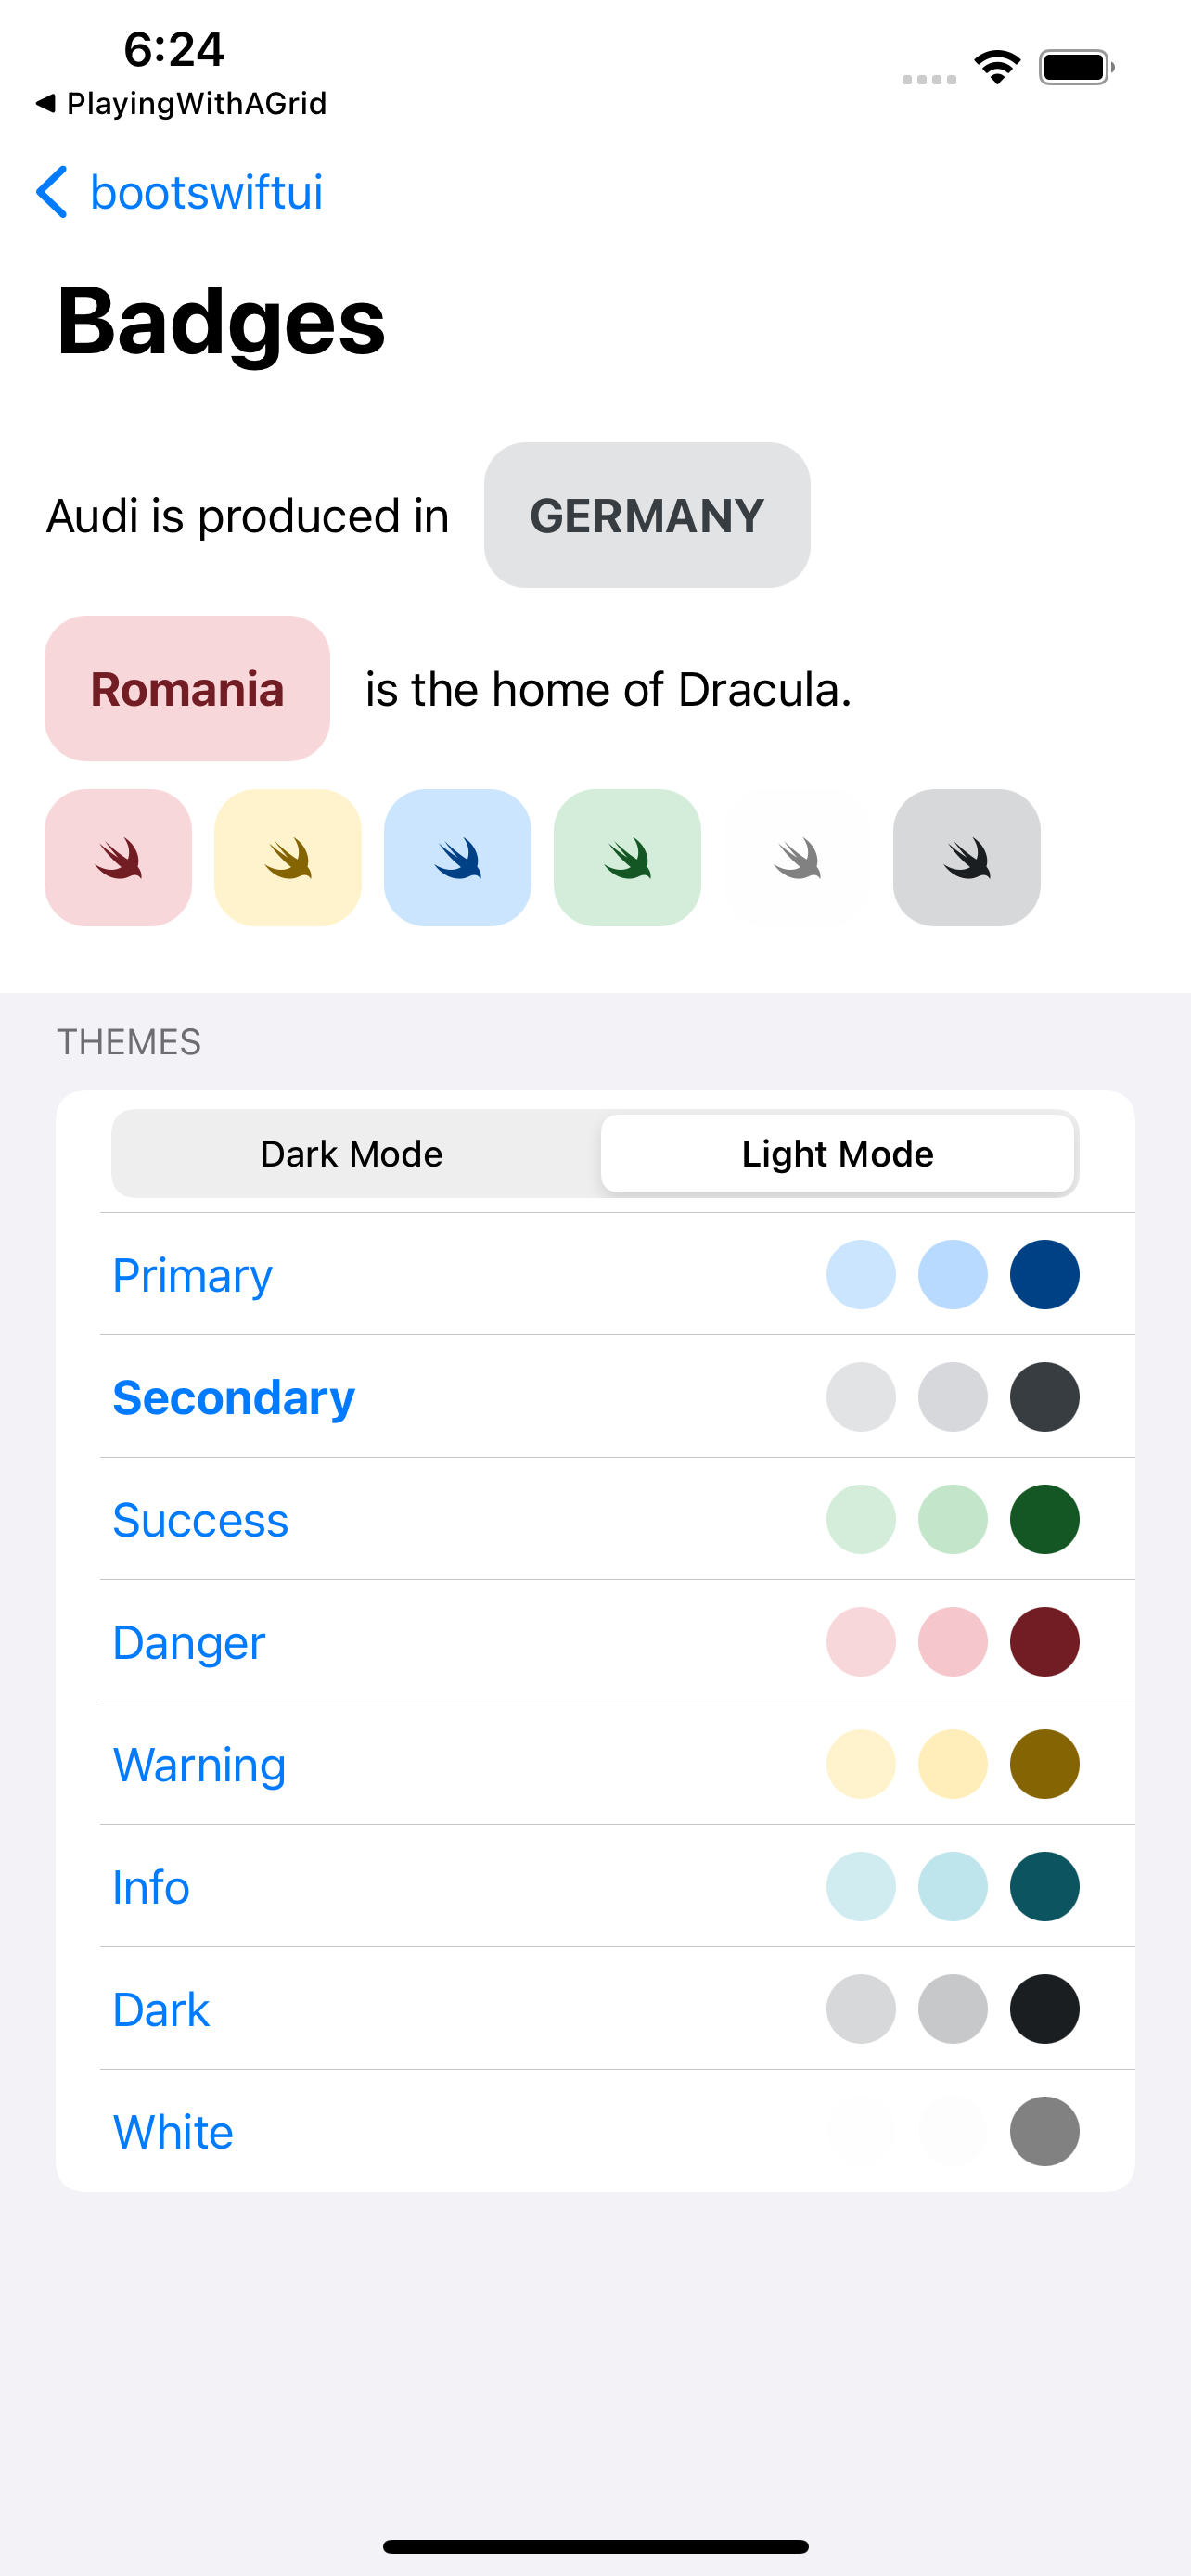 6:24
◀ PlayingWithAGrid
bootswiftui
Badges
Audi is produced in GERMANY
Romania is the home of Dracula.
THEMES
Dark Mode Light Mode
Primary
Secondary
Success
Danger
Warning
Info
Dark
White